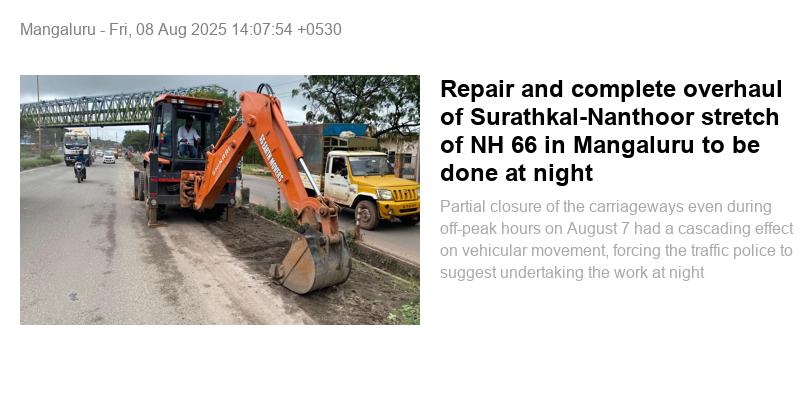 Mangaluru - Fri, 08 Aug 2025 14:07:54 +0530
Repair and complete overhaul
of Surathkal-Nanthoor stretch
of NH 66 in Mangaluru to be
done at night
Partial closure of the carriageways even during
off-peak hours on August 7 had a cascading effect
on vehicular movement, forcing the traffic police to
suggest undertaking the work at night
EARTH MOVERS